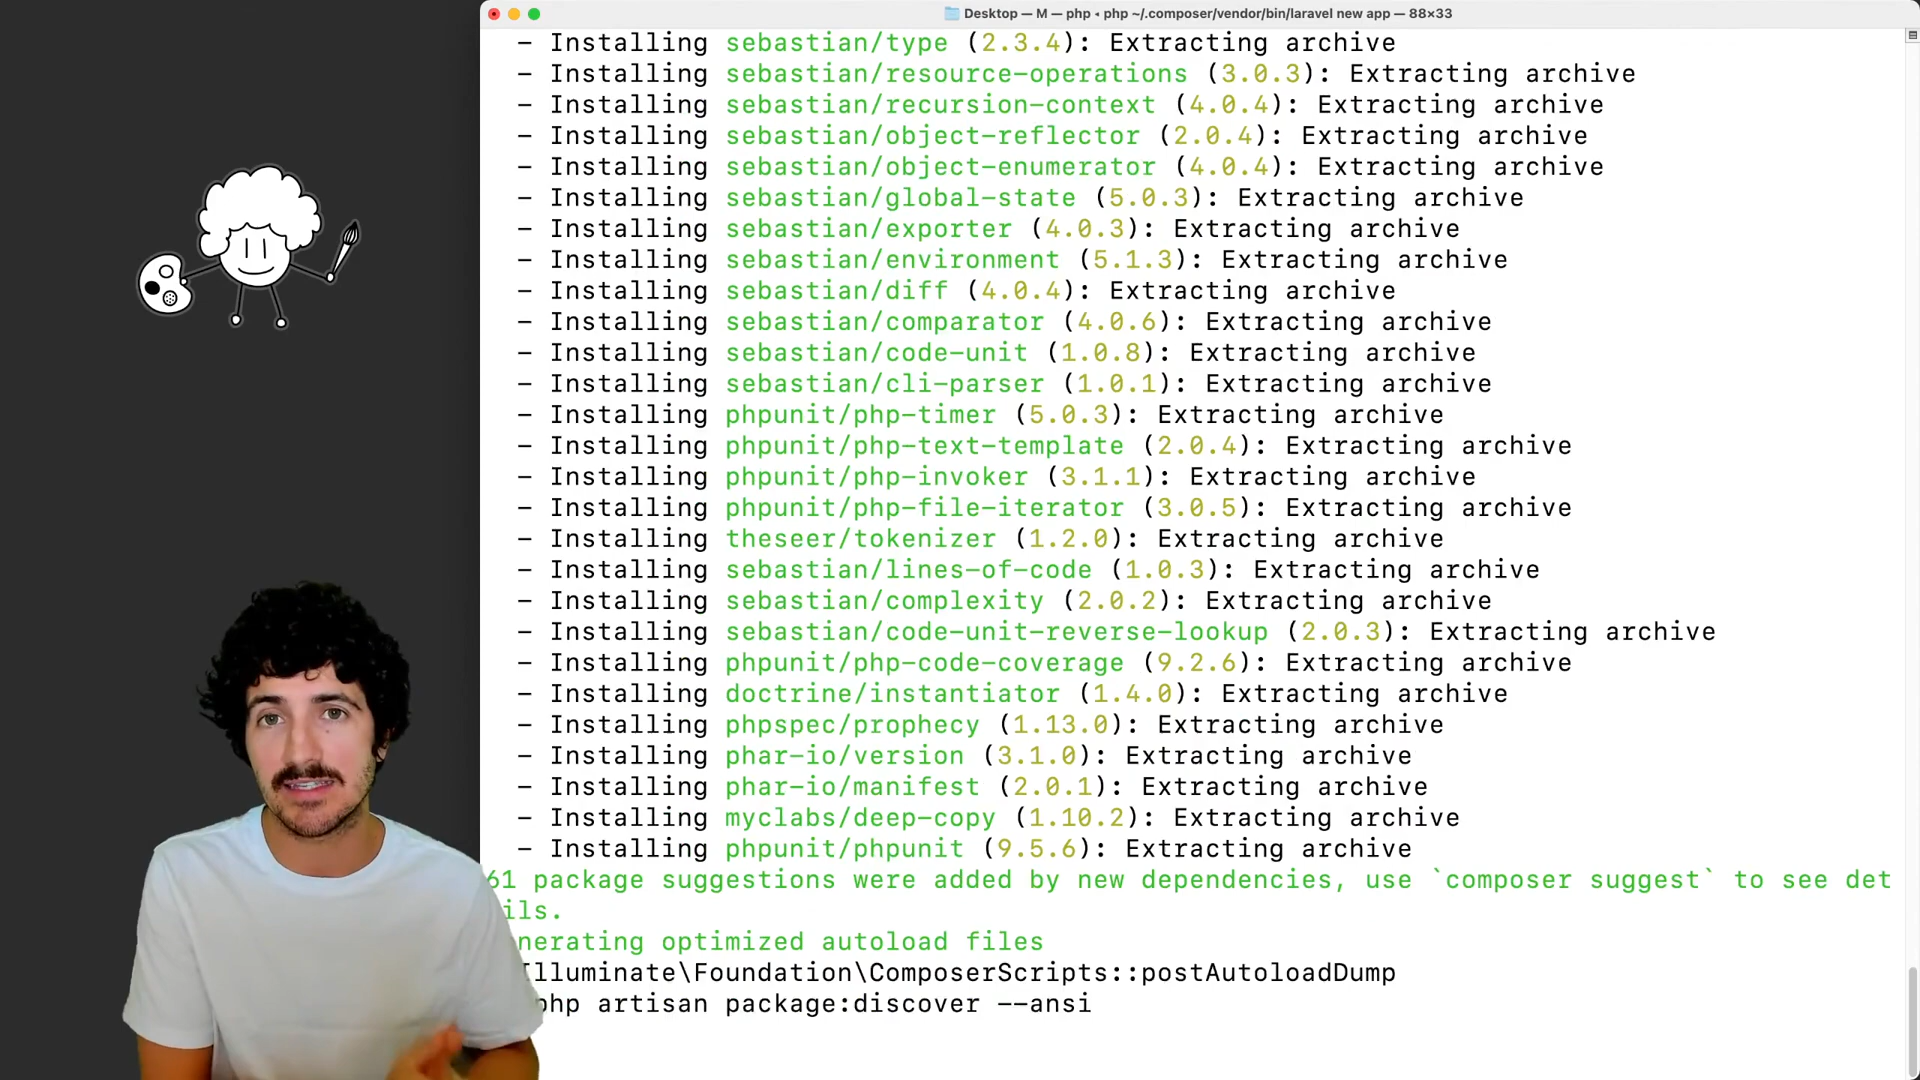 Desktop — M — php ◂ php ~/.composer/vendor/bin/laravel new app — 88×33
- Installing sebastian/type (2.3.4): Extracting archive
- Installing sebastian/resource-operations (3.0.3): Extracting archive
- Installing sebastian/recursion-context (4.0.4): Extracting archive
- Installing sebastian/object-reflector (2.0.4): Extracting archive
- Installing sebastian/object-enumerator (4.0.4): Extracting archive
- Installing sebastian/global-state (5.0.3): Extracting archive
- Installing sebastian/exporter (4.0.3): Extracting archive
- Installing sebastian/environment (5.1.3): Extracting archive
- Installing sebastian/diff (4.0.4): Extracting archive
- Installing sebastian/comparator (4.0.6): Extracting archive
- Installing sebastian/code-unit (1.0.8): Extracting archive
- Installing sebastian/cli-parser (1.0.1): Extracting archive
- Installing phpunit/php-timer (5.0.3): Extracting archive
- Installing phpunit/php-text-template (2.0.4): Extracting archive
- Installing phpunit/php-invoker (3.1.1): Extracting archive
- Installing phpunit/php-file-iterator (3.0.5): Extracting archive
- Installing theseer/tokenizer (1.2.0): Extracting archive
- Installing sebastian/lines-of-code (1.0.3): Extracting archive
- Installing sebastian/complexity (2.0.2): Extracting archive
- Installing sebastian/code-unit-reverse-lookup (2.0.3): Extracting archive
- Installing phpunit/php-code-coverage (9.2.6): Extracting archive
- Installing doctrine/instantiator (1.4.0): Extracting archive
- Installing phpspec/prophecy (1.13.0): Extracting archive
- Installing phar-io/version (3.1.0): Extracting archive
- Installing phar-io/manifest (2.0.1): Extracting archive
- Installing myclabs/deep-copy (1.10.2): Extracting archive
- Installing phpunit/phpunit (9.5.6): Extracting archive
61 package suggestions were added by new dependencies, use `composer suggest` to see det
ils.
nerating optimized autoload files
Illuminate\Foundation\ComposerScripts::postAutoloadDump
php artisan package:discover --ansi